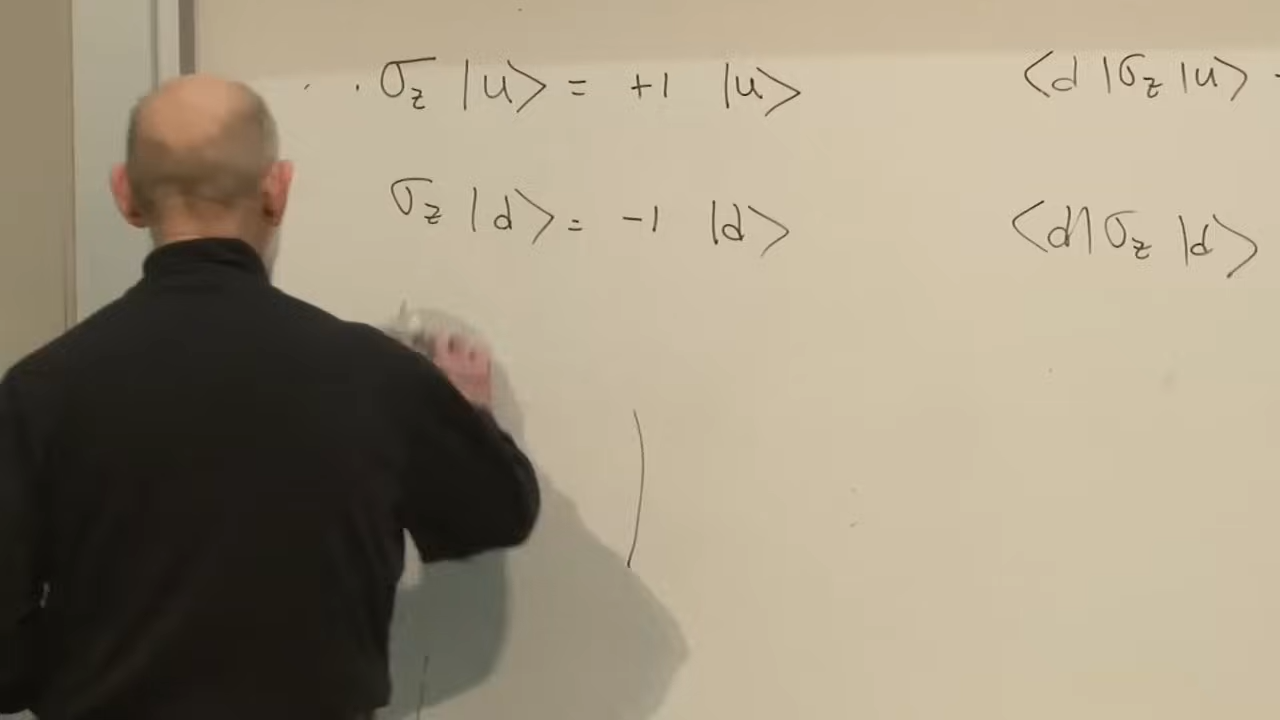 σz |u> = +1 |u> <d|σz|u>
σz |d> = -1 |d> <d|σz|d>